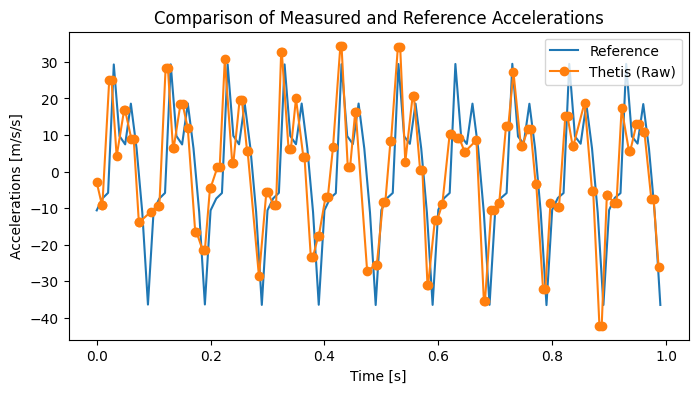 Comparison of Measured and Reference Accelerations
Reference
Thetis (Raw)
Accelerations [m/s/s]
30
20
10
0
−10
−20
−30
−40
0.0
0.2
0.4
0.6
0.8
1.0
Time [s]